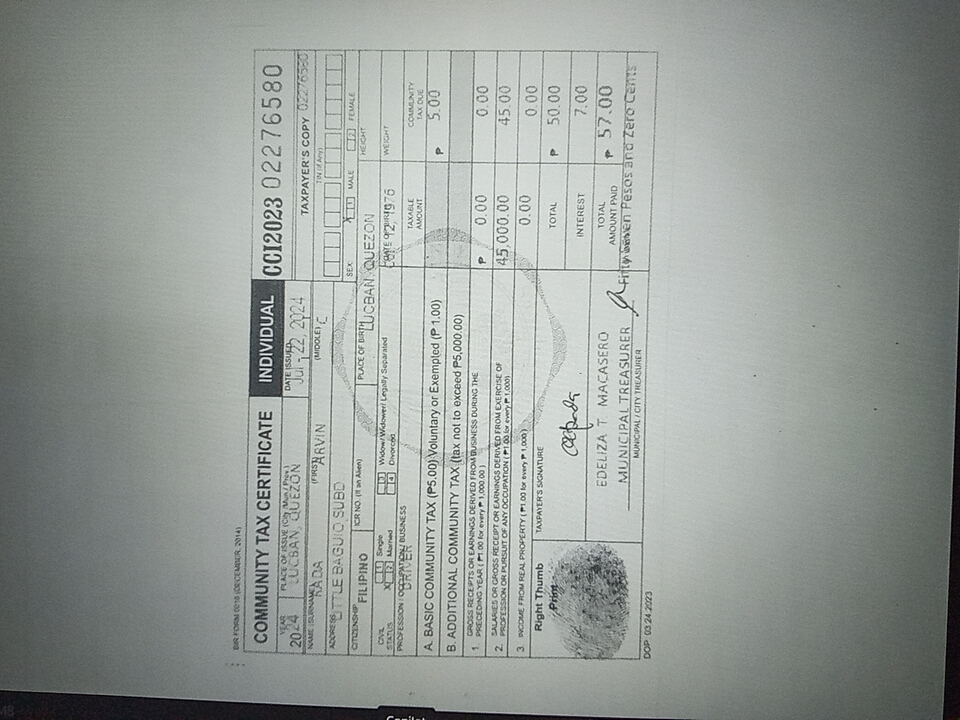 BIR FORM 0016 (DECEMBER, 2014)
COMMUNITY TAX CERTIFICATE INDIVIDUAL CCI2023 02276580
YEAR 2024 PLACE OF ISSUE (City /Mun / Prov.) LUCBAN, QUEZON DATE ISSUED Jul - 22, 2024
TAXPAYER'S COPY 02276580
NAME (SURNAME) RADA (FIRST) ARVIN (MIDDLE) C
TIN (If Any)
ADDRESS LITTLE BAGUIO SUBD
SEX: X 1 MALE 2 FEMALE
CITIZENSHIP FILIPINO ICR NO. (If an Alien) PLACE OF BIRTH LUCBAN, QUEZON HEIGHT
CIVIL STATUS 1 Single X 2 Married 3 Widow/Widower/ Legally Separated 4 Divorced
DATE OF BIRTH 12, 1976 WEIGHT
PROFESSION / OCCUPATION / BUSINESS DRIVER
TAXABLE AMOUNT COMMUNITY TAX DUE
A. BASIC COMMUNITY TAX (₱5.00) Voluntary or Exempted (₱ 1.00) ₱ 5.00
B. ADDITIONAL COMMUNITY TAX (tax not to exceed ₱5,000.00)
1. GROSS RECEIPTS OR EARNINGS DERIVED FROM BUSINESS DURING THE PRECEDING YEAR ( ₱1.00 for every ₱ 1,000.00 ) ₱ 0.00 0.00
2. SALARIES OR GROSS RECEIPT OR EARNINGS DERIVED FROM EXERCISE OF PROFESSION OR PURSUIT OF ANY OCCUPATION ( ₱1.00 for every ₱ 1,000) 45,000.00 45.00
3. INCOME FROM REAL PROPERTY ( ₱1.00 for every ₱ 1,000 ) 0.00 0.00
Right Thumb Print
TAXPAYER'S SIGNATURE
TOTAL ₱ 50.00
INTEREST 7.00
TOTAL AMOUNT PAID ₱ 57.00
EDELIZA T. MACASERO
MUNICIPAL TREASURER
Fifty Seven Pesos and Zero Cents
MUNICIPAL / CITY TREASURER
DOP: 03.24.2023